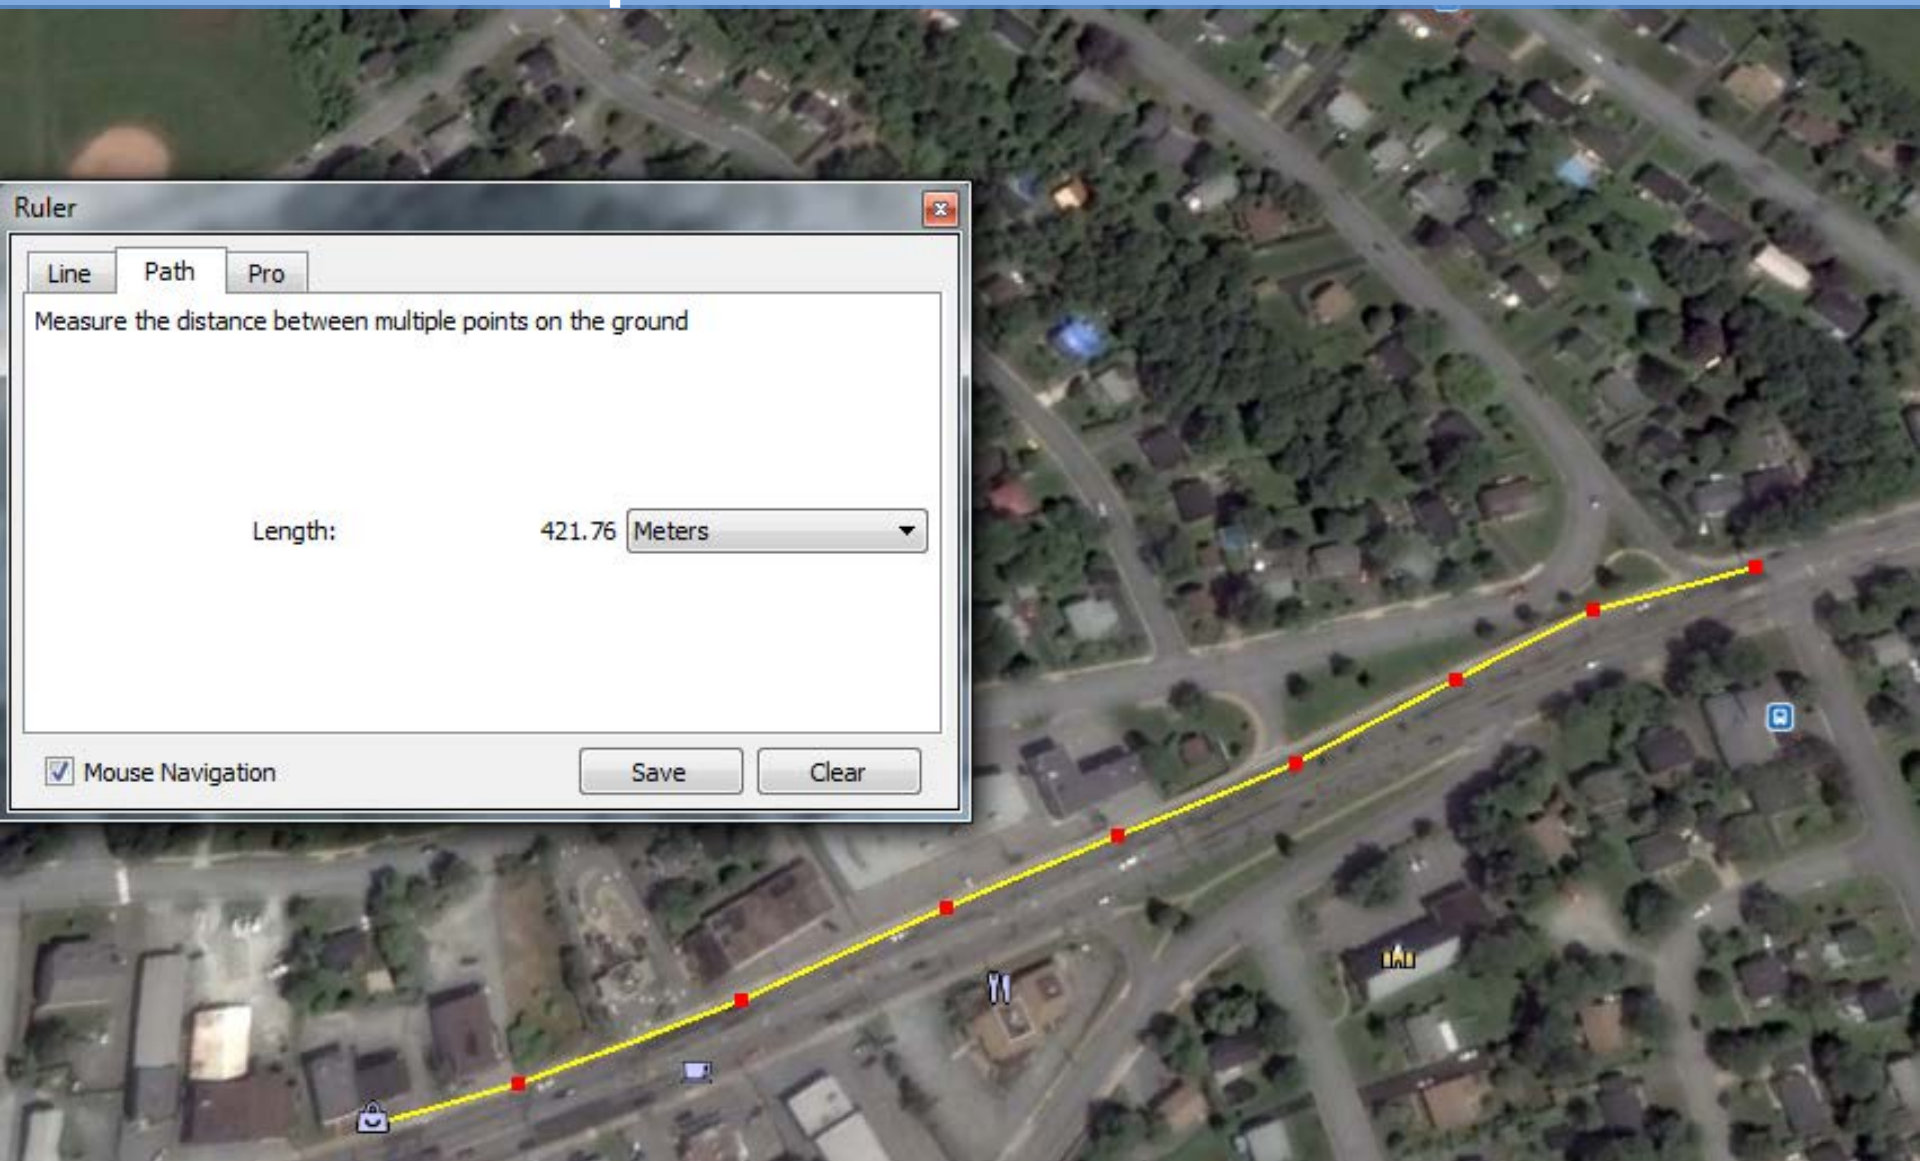 Ruler
Line Path Pro
Measure the distance between multiple points on the ground
Length: 421.76 Meters
Mouse Navigation Save Clear